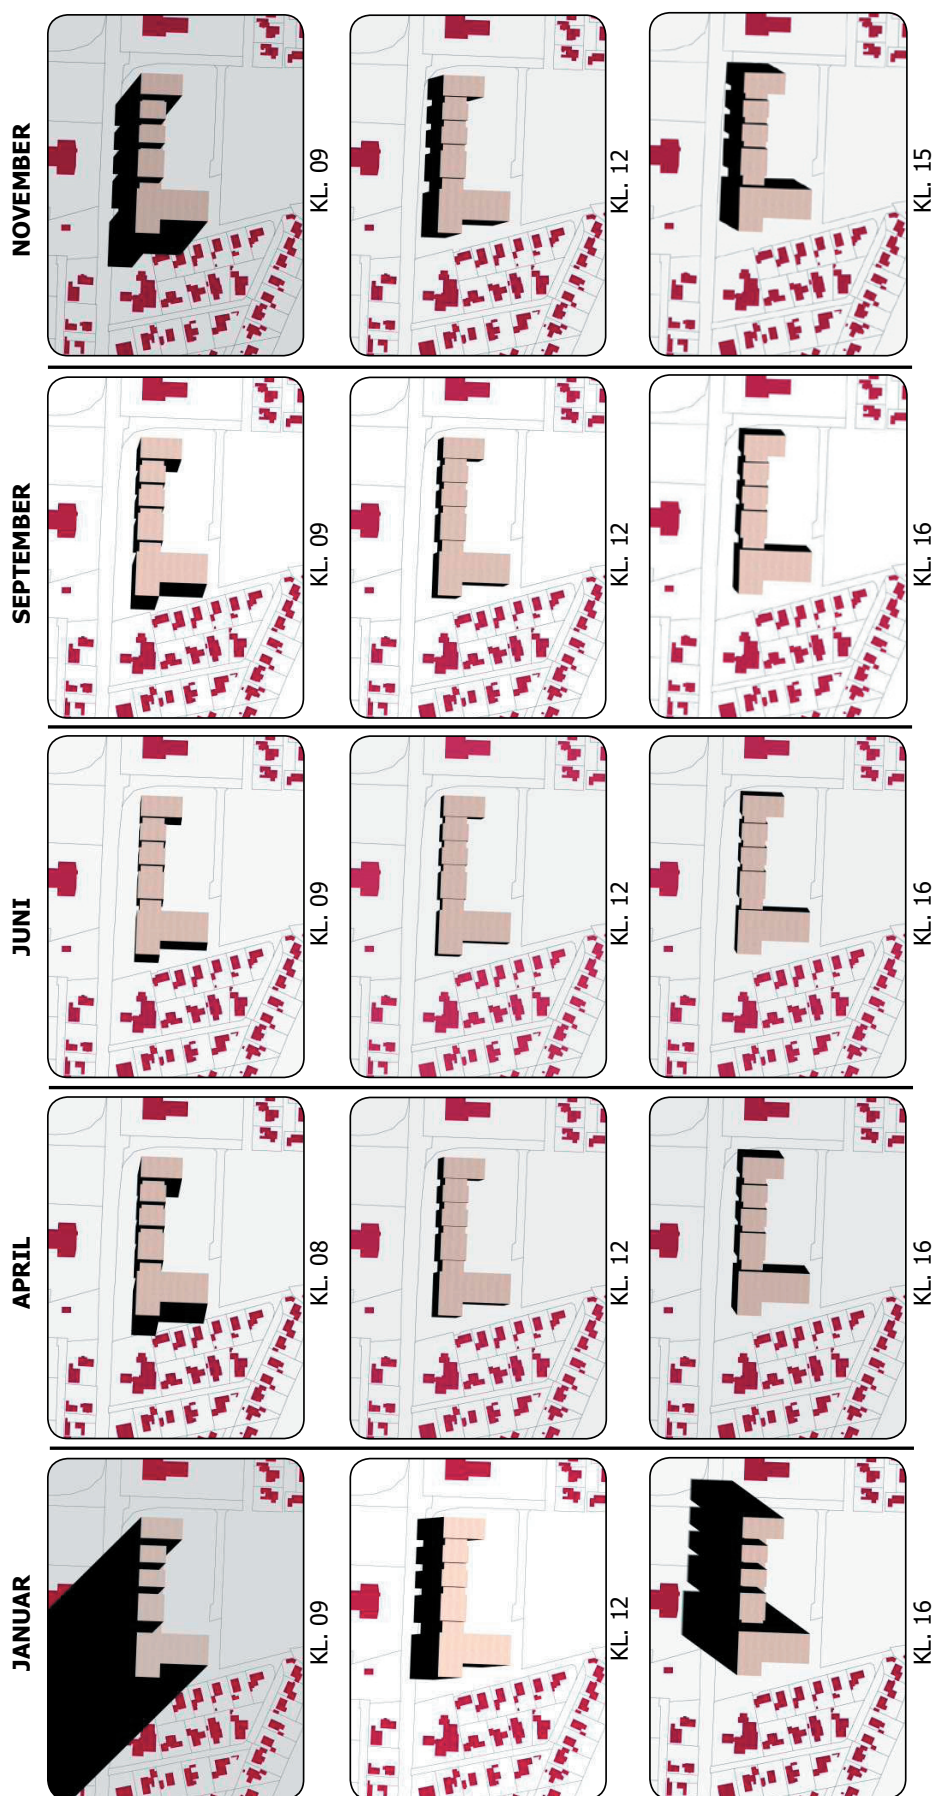 JANUAR
APRIL
JUNI
SEPTEMBER
NOVEMBER
KL. 09
KL. 08
KL. 09
KL. 09
KL. 09
KL. 12
KL. 12
KL. 12
KL. 12
KL. 12
KL. 16
KL. 16
KL. 16
KL. 16
KL. 15